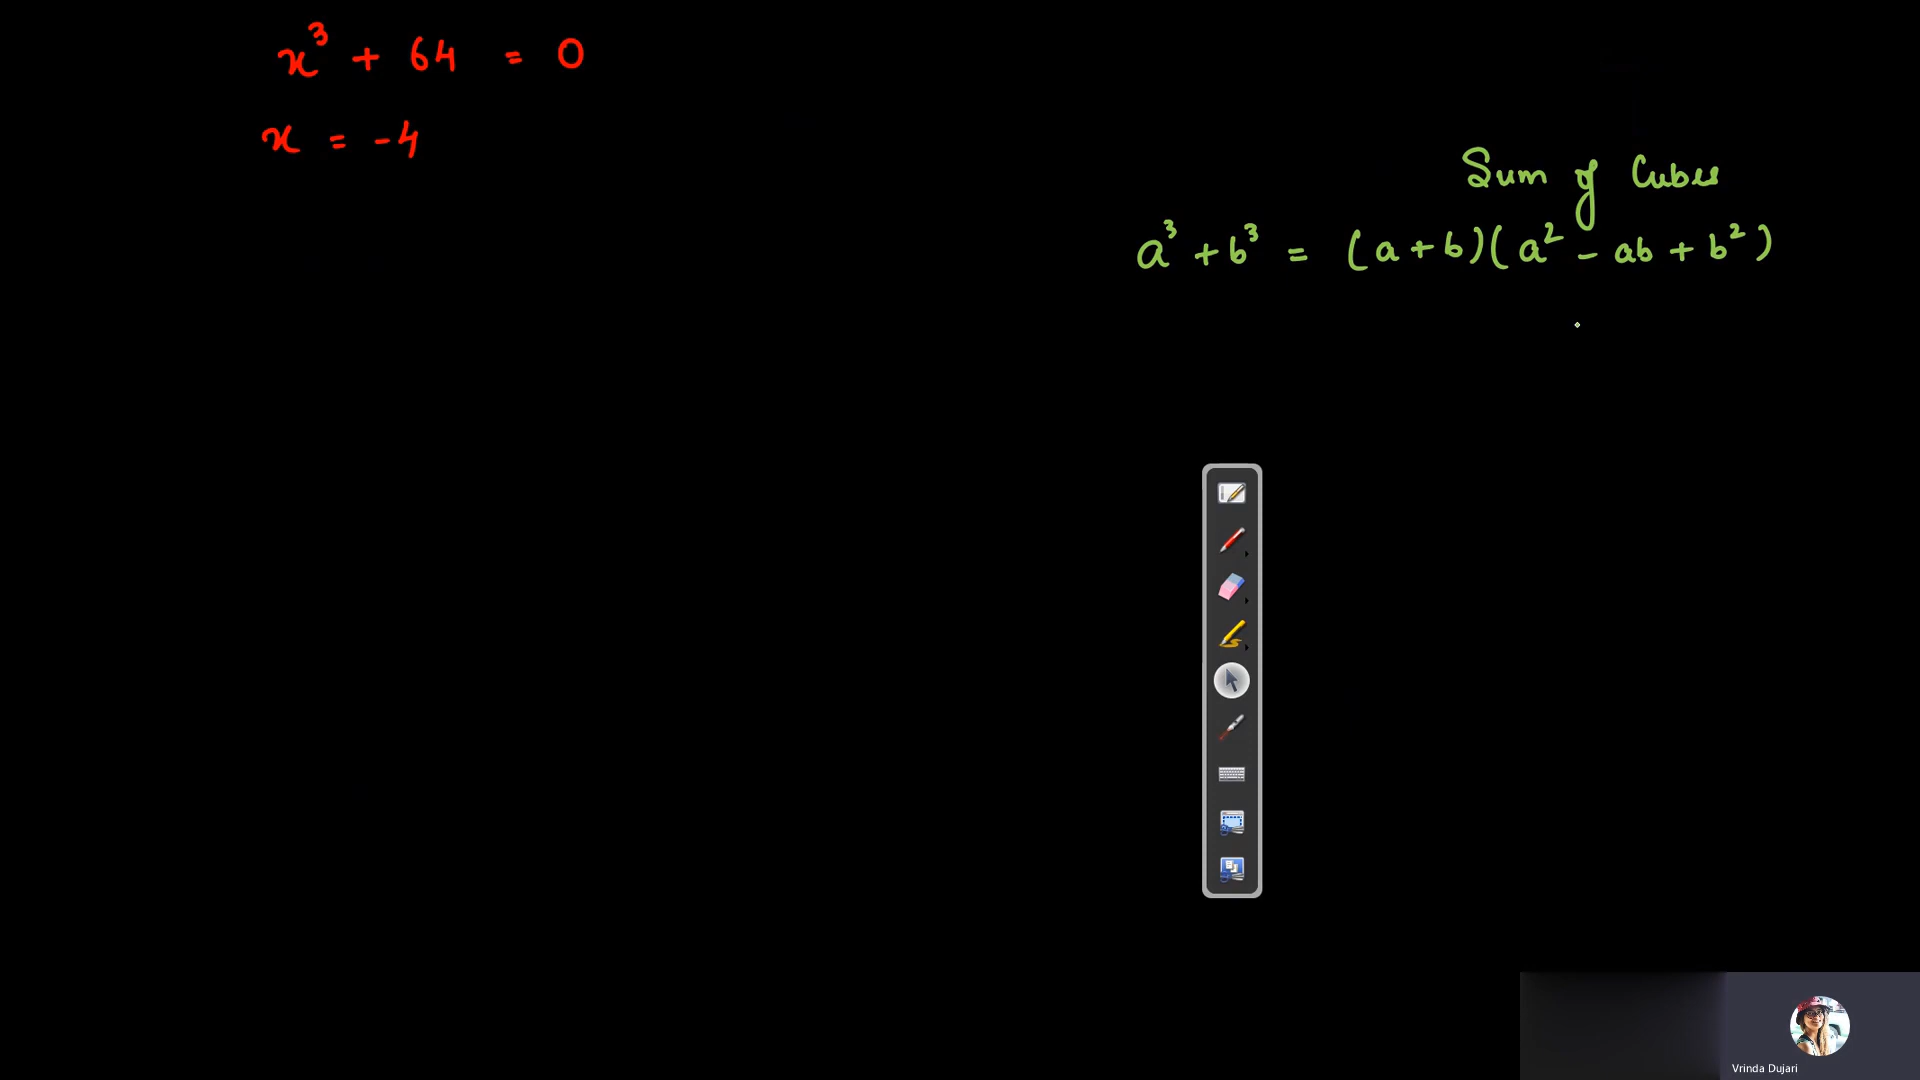 x³ + 64 = 0
x = -4
Sum of Cubes
a³ + b³ = (a + b)(a² - ab + b²)
Vrinda Dujari